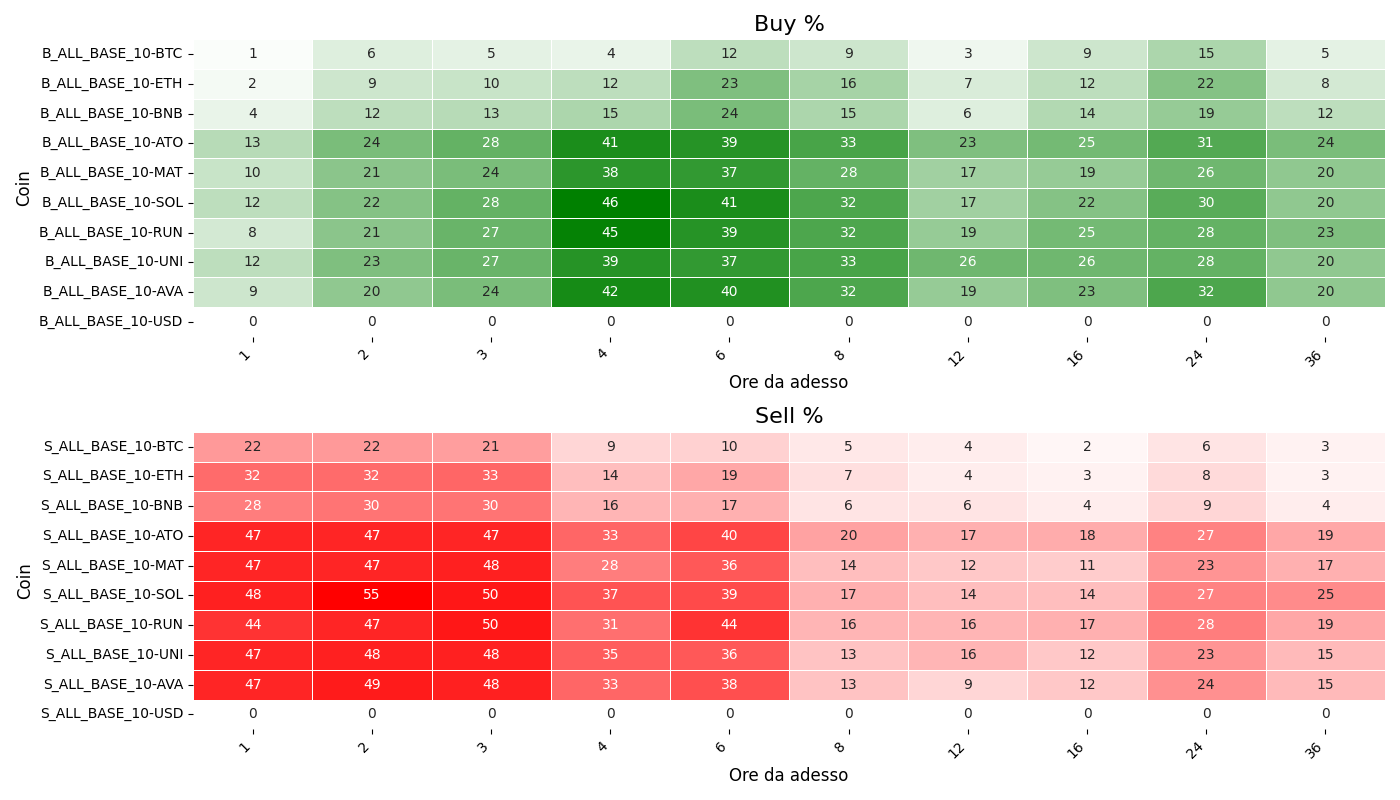 Buy %
Coin
B_ALL_BASE_10-BTC 1 6 5 4 12 9 3 9 15 5
B_ALL_BASE_10-ETH 2 9 10 12 23 16 7 12 22 8
B_ALL_BASE_10-BNB 4 12 13 15 24 15 6 14 19 12
B_ALL_BASE_10-ATO 13 24 28 41 39 33 23 25 31 24
B_ALL_BASE_10-MAT 10 21 24 38 37 28 17 19 26 20
B_ALL_BASE_10-SOL 12 22 28 46 41 32 17 22 30 20
B_ALL_BASE_10-RUN 8 21 27 45 39 32 19 25 28 23
B_ALL_BASE_10-UNI 12 23 27 39 37 33 26 26 28 20
B_ALL_BASE_10-AVA 9 20 24 42 40 32 19 23 32 20
B_ALL_BASE_10-USD 0 0 0 0 0 0 0 0 0 0
1 2 3 4 6 8 12 16 24 36
Ore da adesso
Sell %
Coin
S_ALL_BASE_10-BTC 22 22 21 9 10 5 4 2 6 3
S_ALL_BASE_10-ETH 32 32 33 14 19 7 4 3 8 3
S_ALL_BASE_10-BNB 28 30 30 16 17 6 6 4 9 4
S_ALL_BASE_10-ATO 47 47 47 33 40 20 17 18 27 19
S_ALL_BASE_10-MAT 47 47 48 28 36 14 12 11 23 17
S_ALL_BASE_10-SOL 48 55 50 37 39 17 14 14 27 25
S_ALL_BASE_10-RUN 44 47 50 31 44 16 16 17 28 19
S_ALL_BASE_10-UNI 47 48 48 35 36 13 16 12 23 15
S_ALL_BASE_10-AVA 47 49 48 33 38 13 9 12 24 15
S_ALL_BASE_10-USD 0 0 0 0 0 0 0 0 0 0
1 2 3 4 6 8 12 16 24 36
Ore da adesso